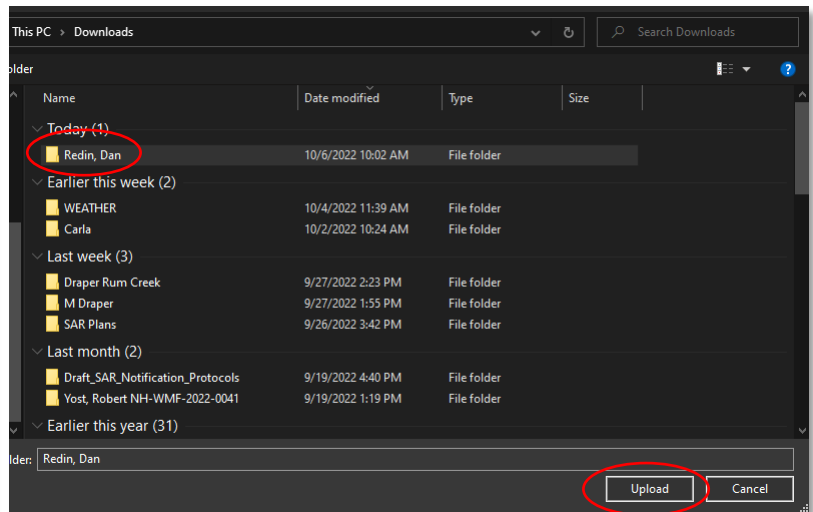 This PC > Downloads Search Downloads
older
Name Date modified Type Size
Today (1)
Redin, Dan 10/6/2022 10:02 AM File folder
Earlier this week (2)
WEATHER 10/4/2022 11:39 AM File folder
Carla 10/2/2022 10:24 AM File folder
Last week (3)
Draper Rum Creek 9/27/2022 2:23 PM File folder
M Draper 9/27/2022 1:55 PM File folder
SAR Plans 9/26/2022 3:42 PM File folder
Last month (2)
Draft_SAR_Notification_Protocols 9/19/2022 4:40 PM File folder
Yost, Robert NH-WMF-2022-0041 9/19/2022 1:19 PM File folder
Earlier this year (31)
lder: Redin, Dan
Upload Cancel